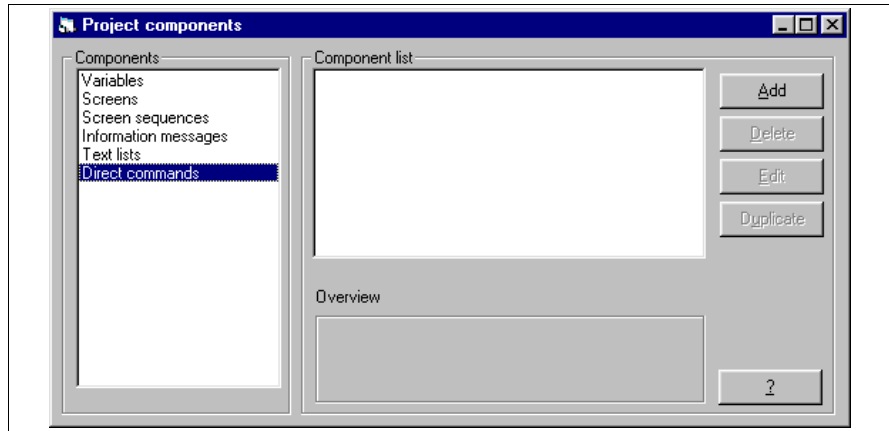 Project components
Components
Variables
Screens
Screen sequences
Information messages
Text lists
Direct commands
Component list
Add
Delete
Edit
Duplicate
Overview
?